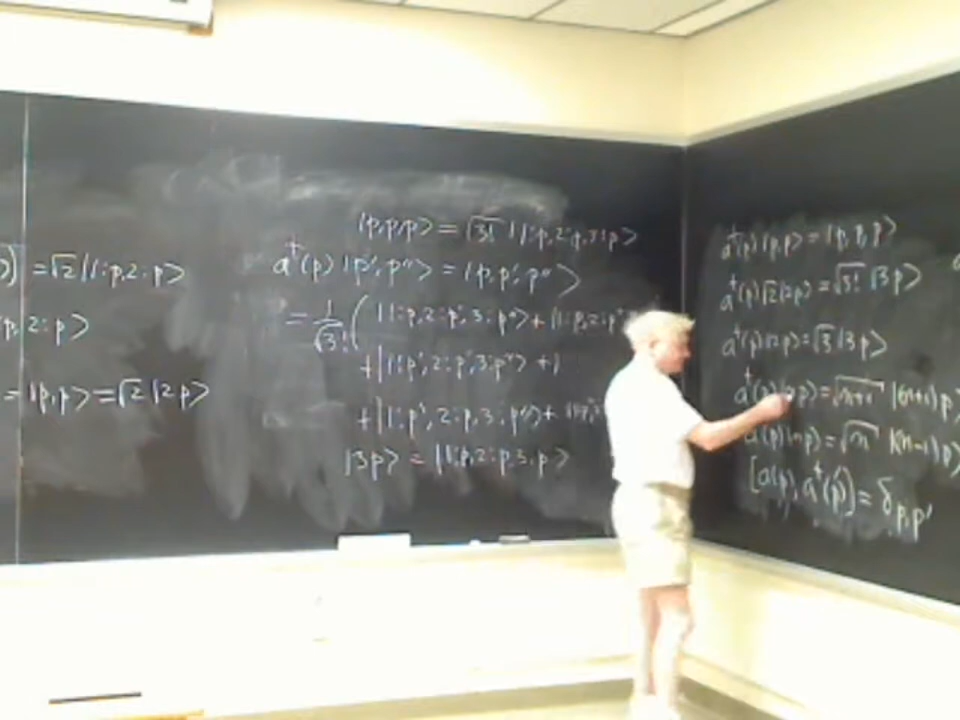 )⟩ = √2 |1:p,2:p⟩
p,2:p⟩
= |p,p⟩ = √2 |2p⟩
|p,p,p⟩ = √3! |1:p,2:p,3:p⟩
a†(p) |p',p''⟩ = |p,p',p''⟩
= 1/√3! ( |1:p,2:p',3:p''⟩ + |1:p,2:p''
+ |1:p',2:p'',3:p''⟩ + |
+ |1:p',2:p,3:p''⟩ +
|3p⟩ = |1:p,2:p,3:p⟩
a†(p) |p,p⟩ = |p,p,p⟩
a†(p) √2 |2p⟩ = √3! |3p⟩
a†(p) |2p⟩ = √3 |3p⟩
a†(p) |np⟩ = √n+1 |(n+1)p⟩
a(p) |np⟩ = √n |(n-1)p⟩
[a(p), a†(p')] = δp,p'